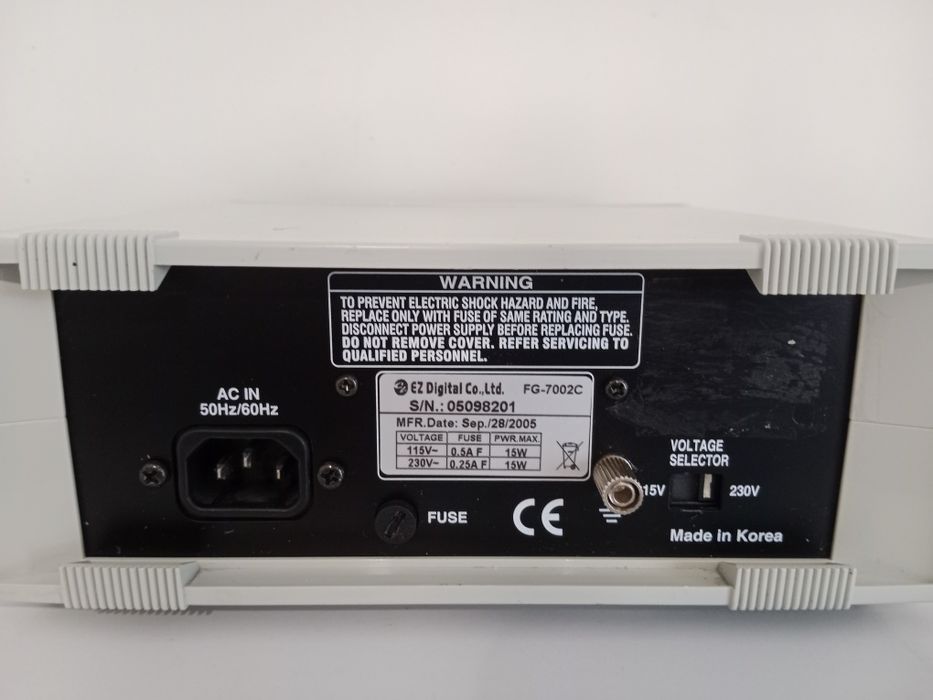 WARNING
TO PREVENT ELECTRIC SHOCK HAZARD AND FIRE,
REPLACE ONLY WITH FUSE OF SAME RATING AND TYPE.
DISCONNECT POWER SUPPLY BEFORE REPLACING FUSE.
DO NOT REMOVE COVER. REFER SERVICING TO
QUALIFIED PERSONNEL.
AC IN
50Hz/60Hz
EZ Digital Co.,Ltd. FG-7002C
S/N.: 05098201
MFR.Date: Sep./28/2005
VOLTAGE FUSE PWR.MAX.
115V~ 0.5A F 15W
230V~ 0.25A F 15W
VOLTAGE
SELECTOR
15V 230V
FUSE
CE
Made in Korea